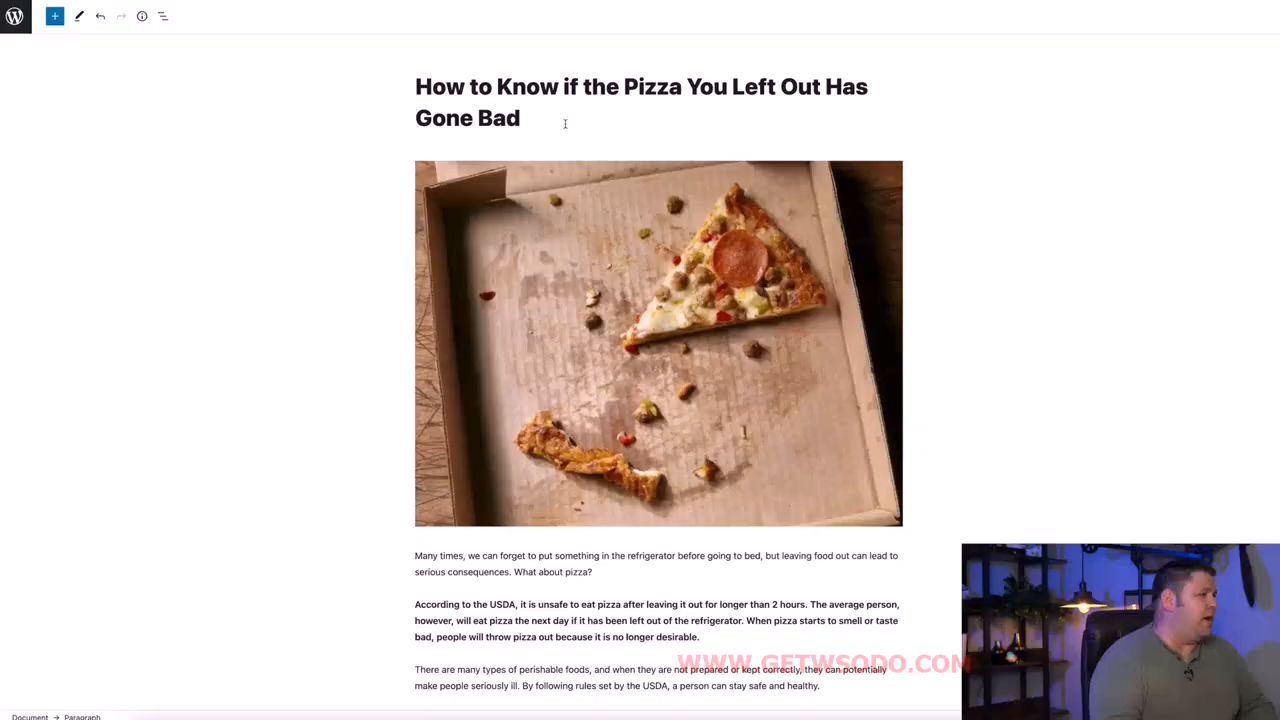 How to Know if the Pizza You Left Out Has
Gone Bad
Many times, we can forget to put something in the refrigerator before going to bed, but leaving food out can lead to
serious consequences. What about pizza?
According to the USDA, it is unsafe to eat pizza after leaving it out for longer than 2 hours. The average person,
however, will eat pizza the next day if it has been left out of the refrigerator. When pizza starts to smell or taste
bad, people will throw pizza out because it is no longer desirable.
WWW.GETWSODO.COM
There are many types of perishable foods, and when they are not prepared or kept correctly, they can potentially
make people seriously ill. By following rules set by the USDA, a person can stay safe and healthy.
Document → Paragraph